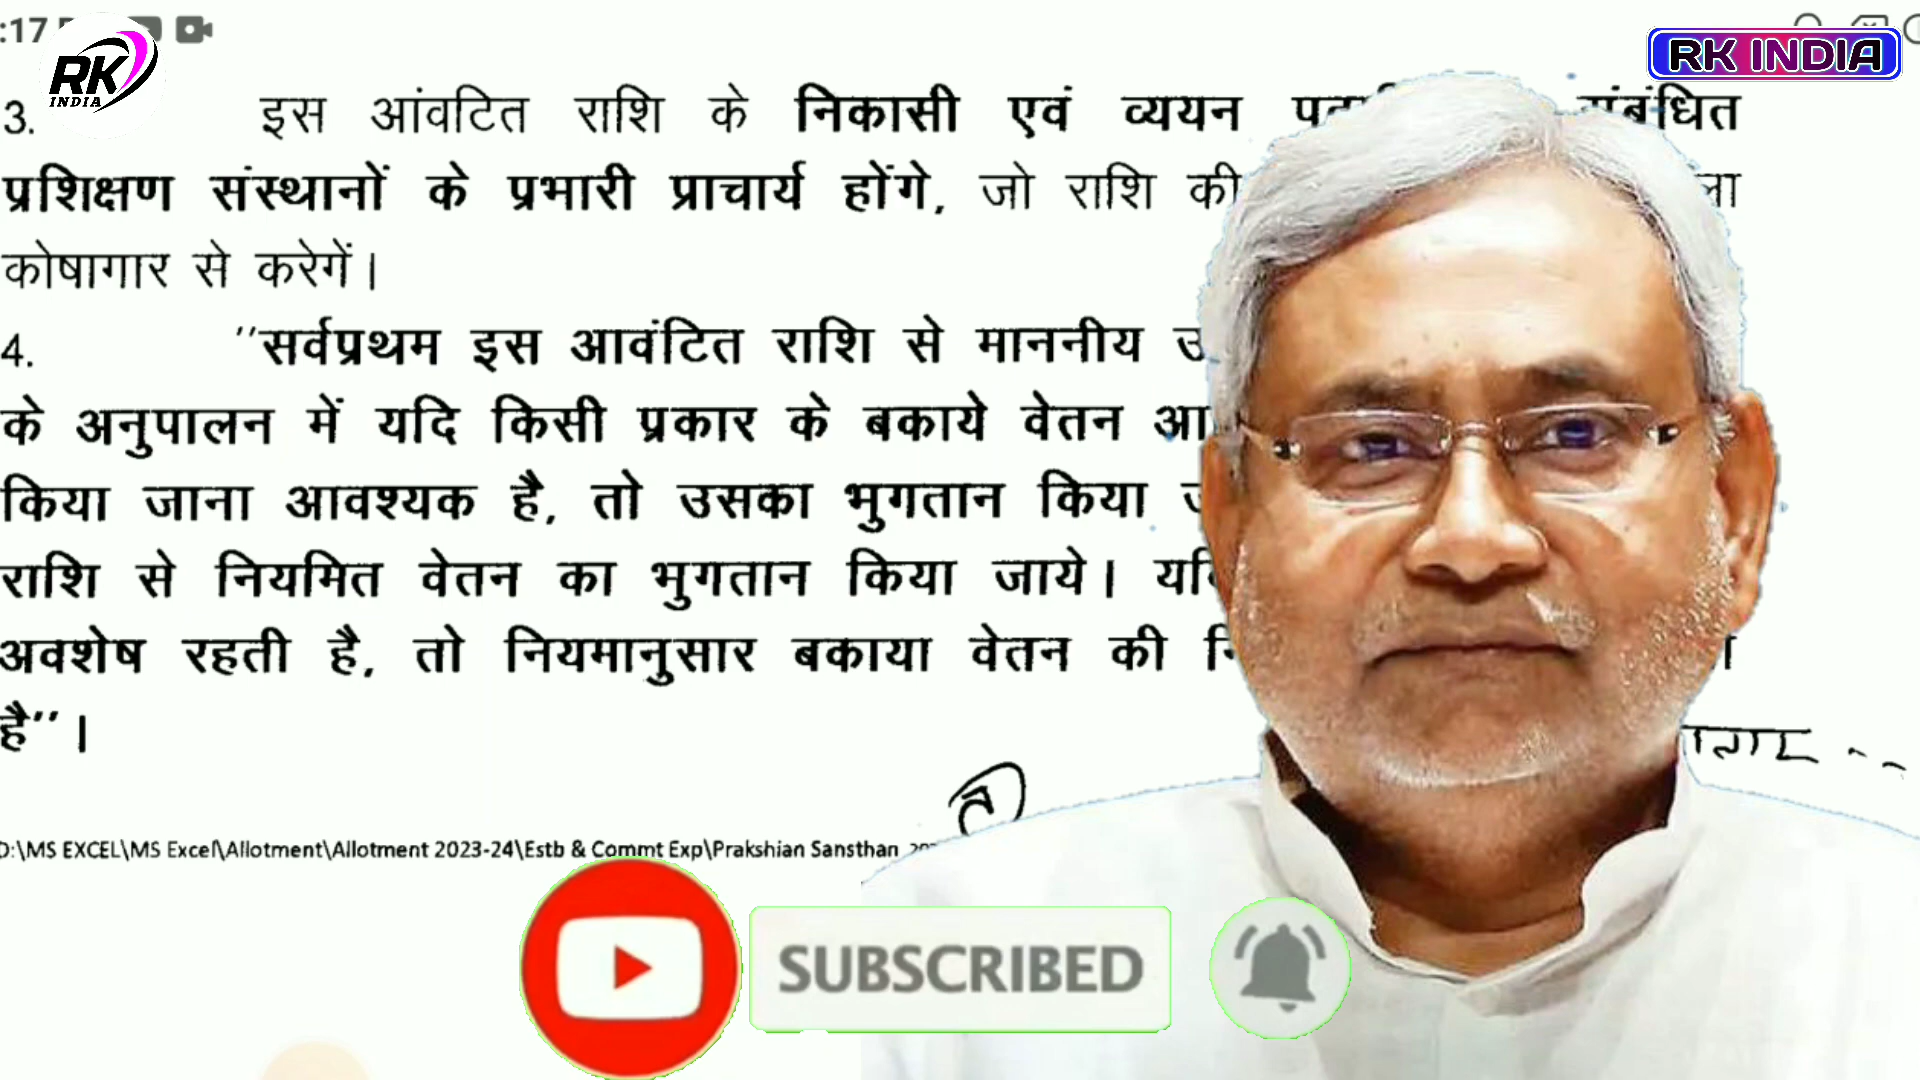 :17
RK
INDIA
RK INDIA
3. इस आंवटित राशि के निकासी एवं व्ययन
प्रशिक्षण संस्थानों के प्रभारी प्राचार्य होंगे, जो राशि की
कोषागार से करेगें।
4. ''सर्वप्रथम इस आवंटित राशि से माननीय
के अनुपालन में यदि किसी प्रकार के बकाये वेतन
किया जाना आवश्यक है, तो उसका भुगतान किया
राशि से नियमित वेतन का भुगतान किया जाये।
अवशेष रहती है, तो नियमानुसार बकाया वेतन की
है''।
D:\MS EXCEL\MS Excel\Allotment\Allotment 2023-24\Estb & Commt Exp\Prakshian Sansthan
SUBSCRIBED